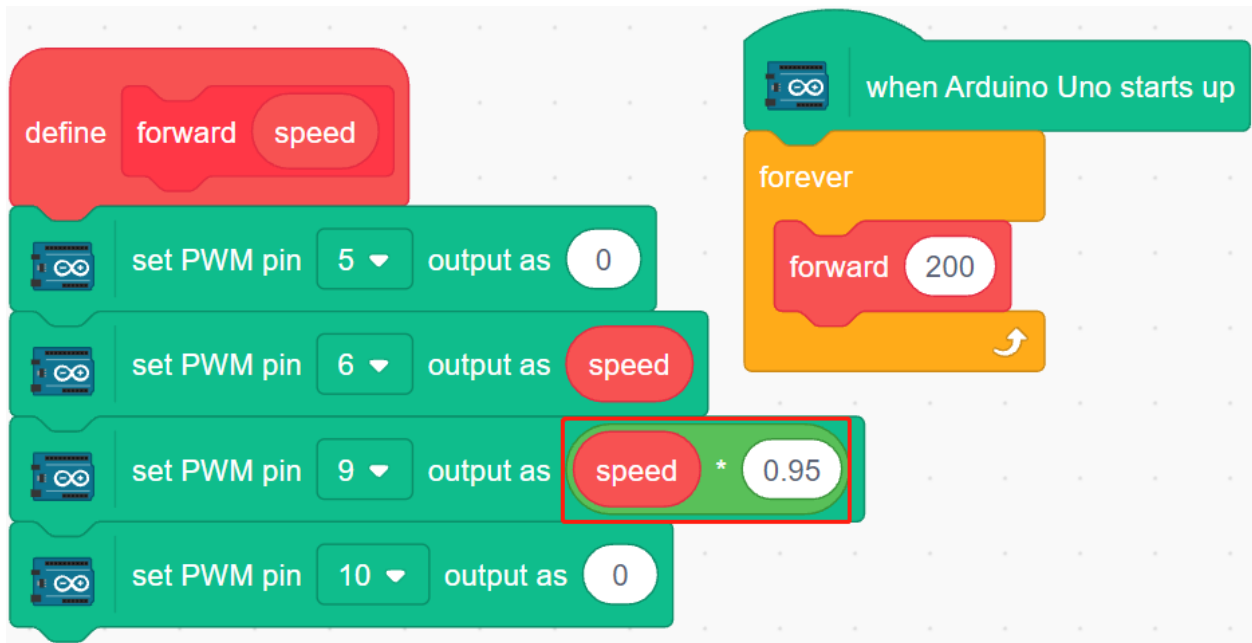 define forward speed
set PWM pin 5 output as 0
set PWM pin 6 output as speed
set PWM pin 9 output as speed * 0.95
set PWM pin 10 output as 0
when Arduino Uno starts up
forever
forward 200